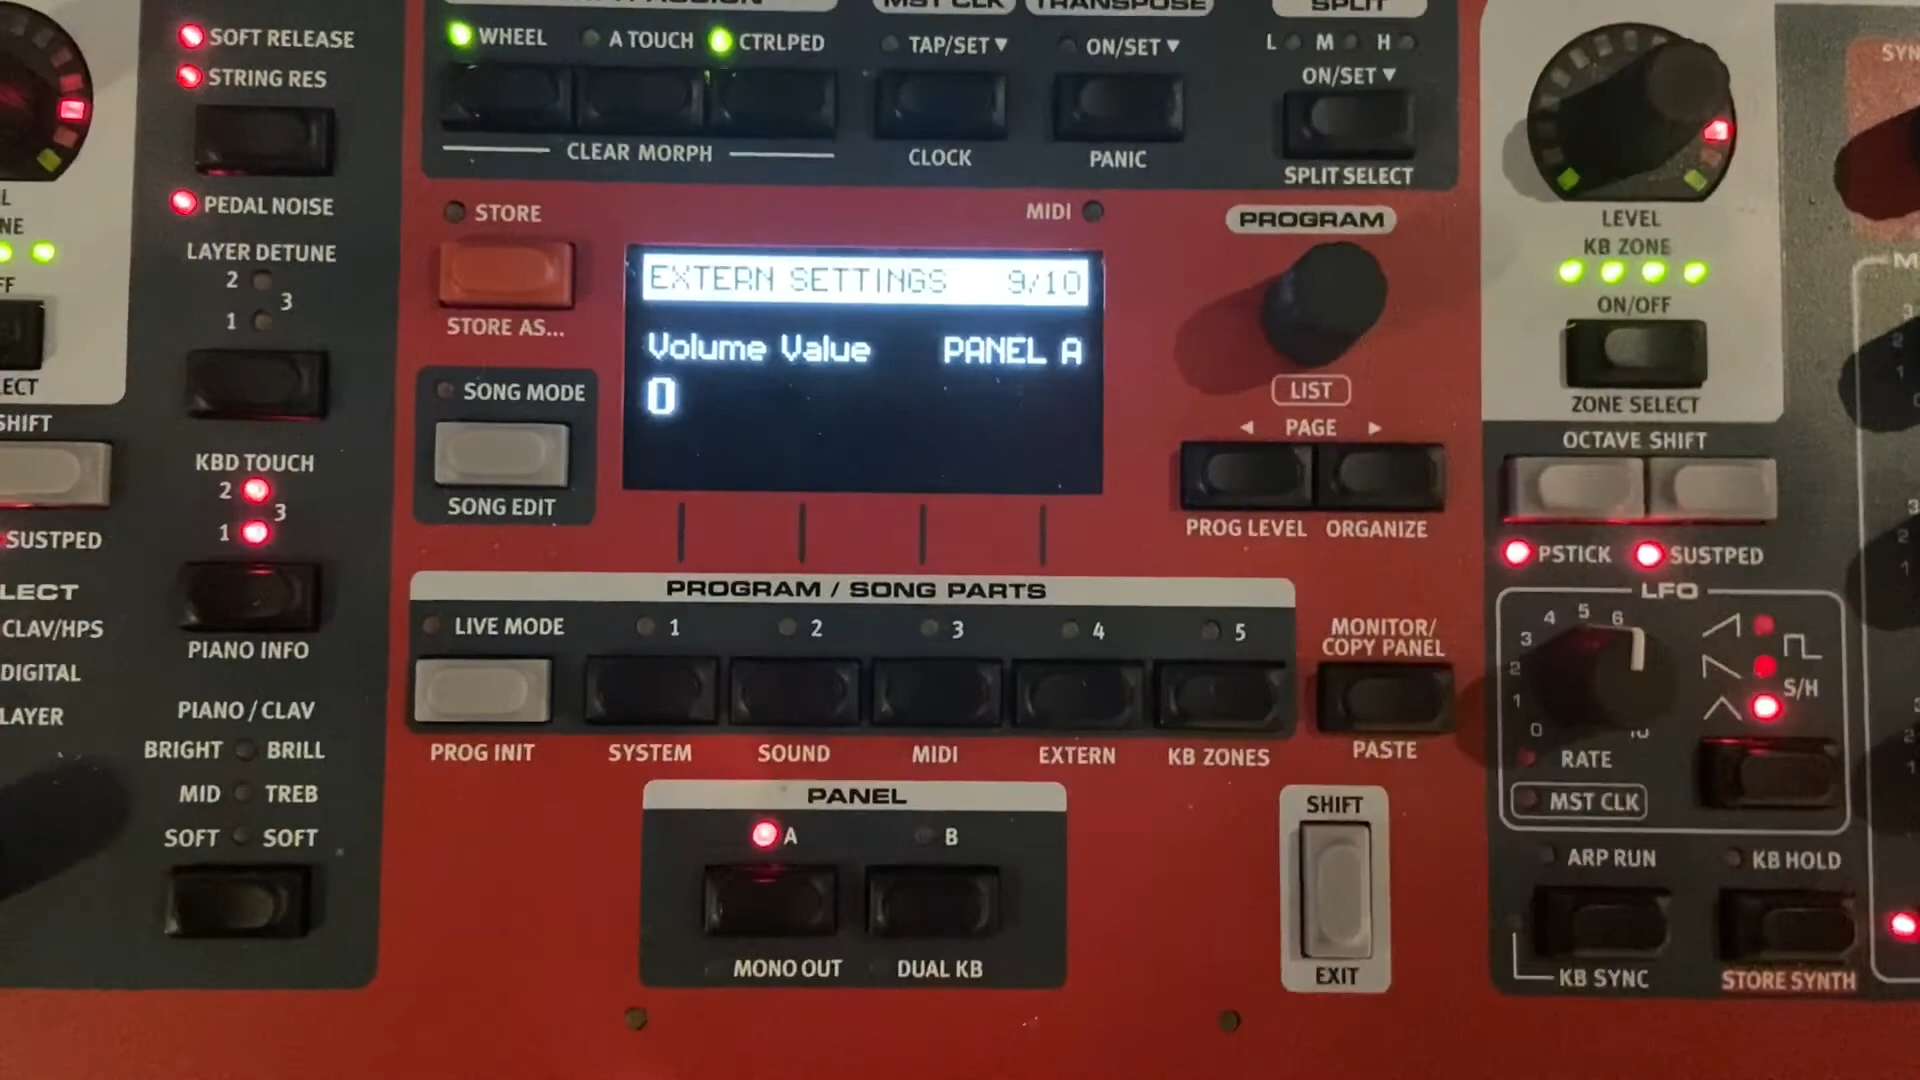 SOFT RELEASE
STRING RES
PEDAL NOISE
LAYER DETUNE
2
3
1
KBD TOUCH
2
3
1
PIANO INFO
PIANO / CLAV
BRIGHT BRILL
MID TREB
SOFT SOFT
SHIFT
SUSTPED
CLAV/HPS
DIGITAL
LAYER
WHEEL A TOUCH CTRLPED
CLEAR MORPH
MST CLK
TAP/SET ▼
CLOCK
TRANSPOSE
ON/SET ▼
PANIC
SPLIT
L M H
ON/SET ▼
SPLIT SELECT
STORE
STORE AS...
SONG MODE
SONG EDIT
MIDI
EXTERN SETTINGS 9/10
Volume Value PANEL A
0
PROGRAM
LIST
◀ PAGE ▶
PROG LEVEL ORGANIZE
PROGRAM / SONG PARTS
LIVE MODE 1 2 3 4 5
PROG INIT SYSTEM SOUND MIDI EXTERN KB ZONES
MONITOR/
COPY PANEL
PASTE
PANEL
A B
MONO OUT DUAL KB
SHIFT
EXIT
LEVEL
KB ZONE
ON/OFF
ZONE SELECT
OCTAVE SHIFT
PSTICK SUSTPED
LFO
0 1 2 3 4 5 6
RATE
MST CLK
S/H
ARP RUN KB HOLD
KB SYNC STORE SYNTH